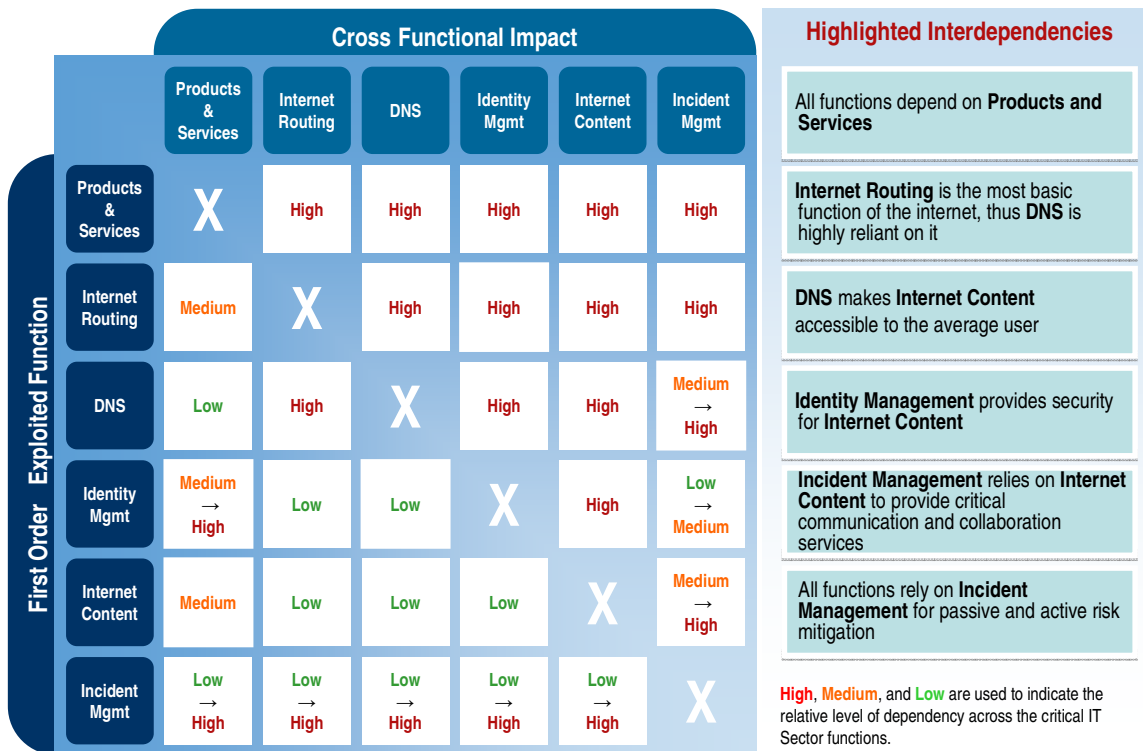 Cross Functional Impact
Products
&
Services
Internet
Routing
DNS
Identity
Mgmt
Internet
Content
Incident
Mgmt
First Order Exploited Function
Products
&
Services
X
High
High
High
High
High
Internet
Routing
Medium
X
High
High
High
High
DNS
Low
High
X
High
High
Medium
→
High
Identity
Mgmt
Medium
→
High
Low
Low
X
High
Low
→
Medium
Internet
Content
Medium
Low
Low
Low
X
Medium
→
High
Incident
Mgmt
Low
→
High
Low
→
High
Low
→
High
Low
→
High
Low
→
High
X
Highlighted Interdependencies
All functions depend on Products and
Services
Internet Routing is the most basic
function of the internet, thus DNS is
highly reliant on it
DNS makes Internet Content
accessible to the average user
Identity Management provides security
for Internet Content
Incident Management relies on Internet
Content to provide critical
communication and collaboration
services
All functions rely on Incident
Management for passive and active risk
mitigation
High, Medium, and Low are used to indicate the
relative level of dependency across the critical IT
Sector functions.